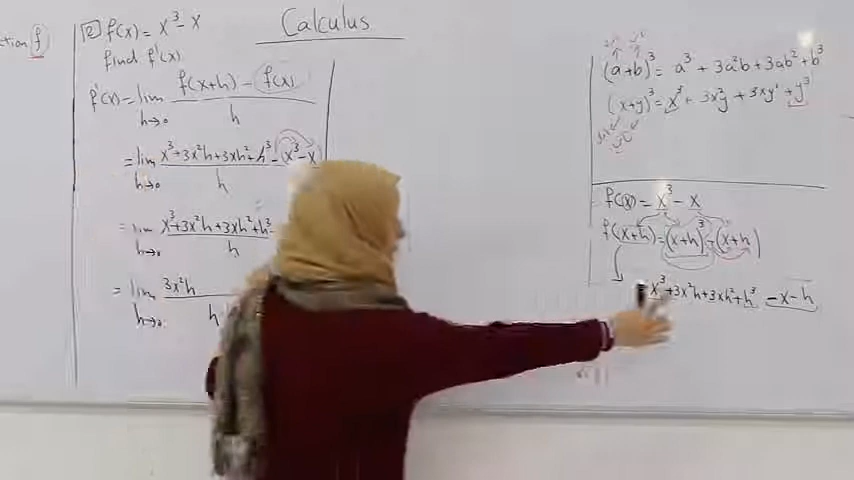 Calculus
ction f
[2] f(x) = x³ - x
find f'(x)
f'(x) = lim h→0 f(x+h) - f(x) / h
= lim h→0 x³+3x²h+3xh²+h³ - (x³-x) / h
= lim h→0 x³+3x²h+3xh²+h³- / h
= lim h→0 3x²h / h
(a+b)³ = a³ + 3a²b + 3ab² + b³
(x+y)³ = x³ + 3x²y + 3xy² + y³
f(x) = x³ - x
f(x+h) = (x+h)³ - (x+h)
= x³+3x²h+3xh²+h³ - x - h